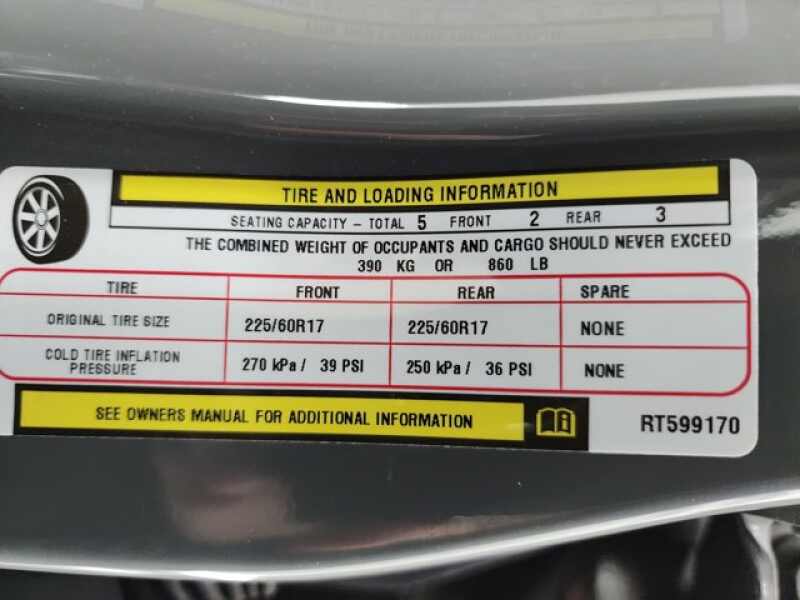 TIRE AND LOADING INFORMATION
SEATING CAPACITY – TOTAL 5 FRONT 2 REAR 3
THE COMBINED WEIGHT OF OCCUPANTS AND CARGO SHOULD NEVER EXCEED
390 KG OR 860 LB
TIRE FRONT REAR SPARE
ORIGINAL TIRE SIZE 225/60R17 225/60R17 NONE
COLD TIRE INFLATION
PRESSURE 270 kPa / 39 PSI 250 kPa / 36 PSI NONE
SEE OWNERS MANUAL FOR ADDITIONAL INFORMATION
RT599170